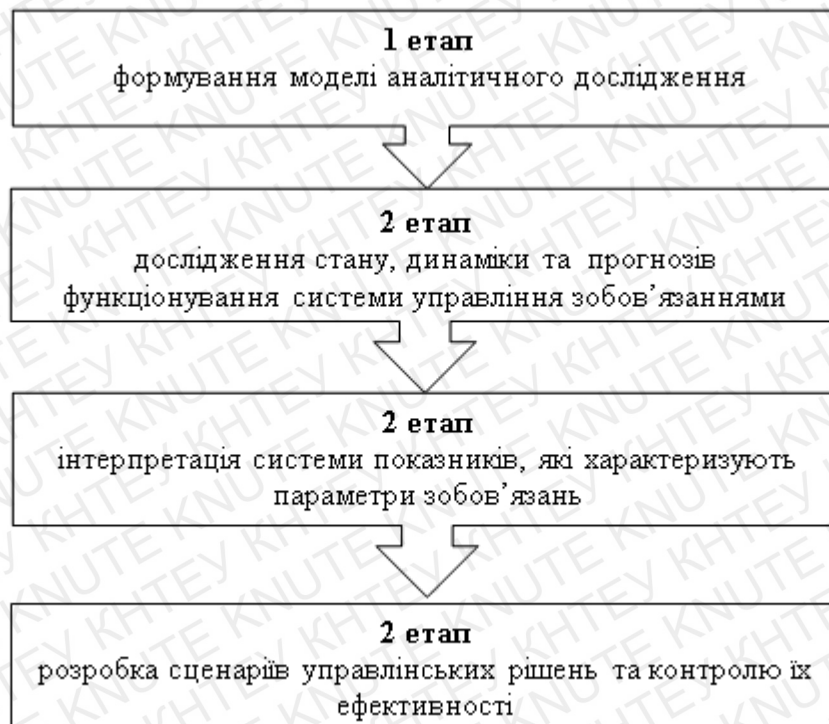 1 етап
формування моделі аналітичного дослідження
2 етап
дослідження стану, динаміки та прогнозів
функціонування системи управління зобов’язаннями
2 етап
інтерпретація системи показників, які характеризують
параметри зобов’язань
2 етап
розробка сценаріїв управлінських рішень та контролю їх
ефективності